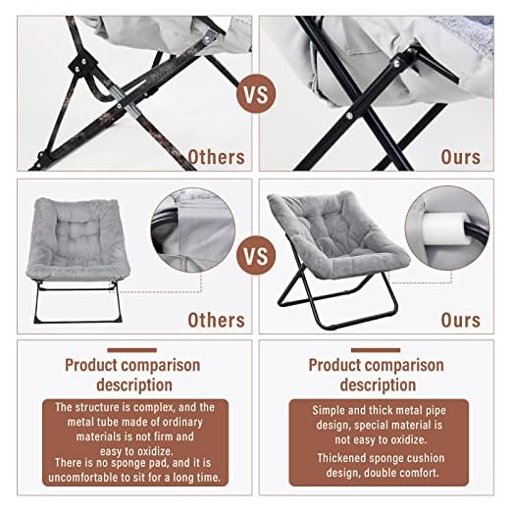 VS
Others
Ours
VS
Others
Ours
Product comparison
description
The structure is complex, and the
metal tube made of ordinary
materials is not firm and
easy to oxidize.
There is no sponge pad, and it is
uncomfortable to sit for a long time.
Product comparison
description
Simple and thick metal pipe
design, special material is
not easy to oxidize.
Thickened sponge cushion
design, double comfort.